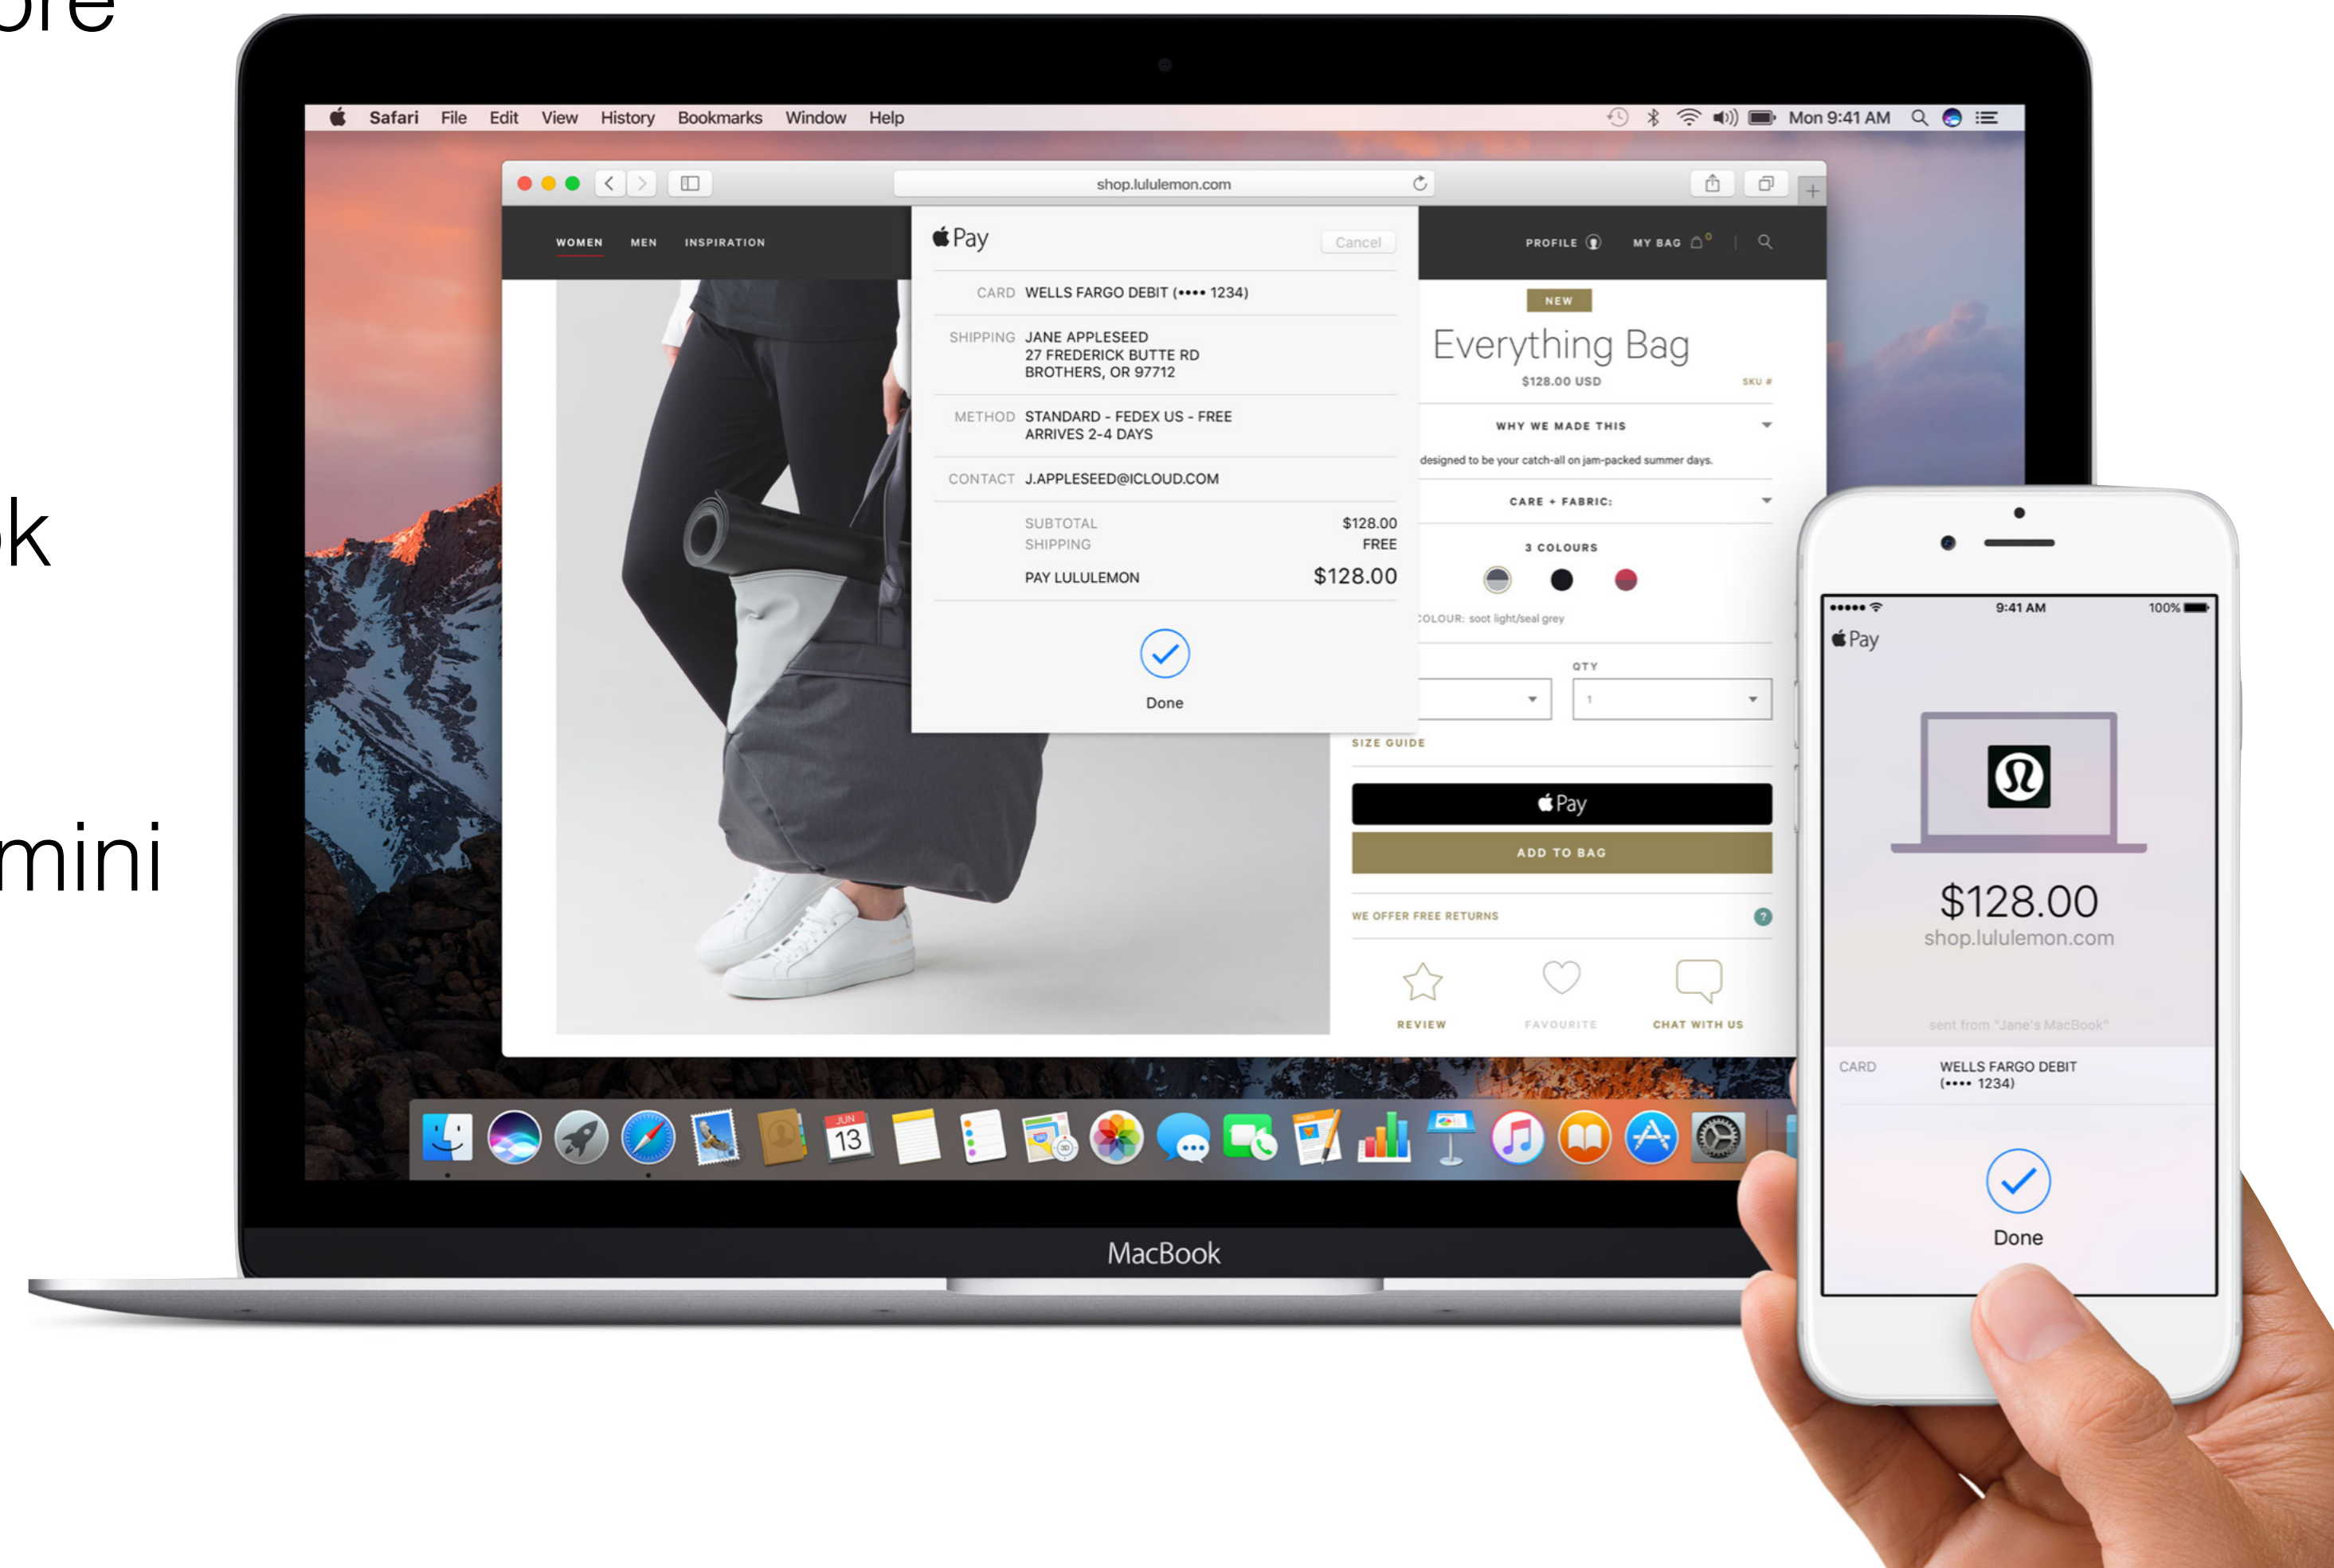 ore
ok
mini
Safari File Edit View History Bookmarks Window Help
Mon 9:41 AM
shop.lululemon.com
WOMEN MEN INSPIRATION
PROFILE MY BAG 0
Pay
Cancel
CARD WELLS FARGO DEBIT (•••• 1234)
SHIPPING JANE APPLESEED
27 FREDERICK BUTTE RD
BROTHERS, OR 97712
METHOD STANDARD - FEDEX US - FREE
ARRIVES 2-4 DAYS
CONTACT J.APPLESEED@ICLOUD.COM
SUBTOTAL $128.00
SHIPPING FREE
PAY LULULEMON $128.00
Done
NEW
Everything Bag
$128.00 USD
SKU #
WHY WE MADE THIS
designed to be your catch-all on jam-packed summer days.
CARE + FABRIC:
3 COLOURS
COLOUR: soot light/seal grey
QTY
1
SIZE GUIDE
Pay
ADD TO BAG
WE OFFER FREE RETURNS
?
REVIEW FAVOURITE CHAT WITH US
JUN
13
PAGES
3D
MacBook
9:41 AM 100%
Pay
$128.00
shop.lululemon.com
sent from "Jane's MacBook"
CARD WELLS FARGO DEBIT
(•••• 1234)
Done